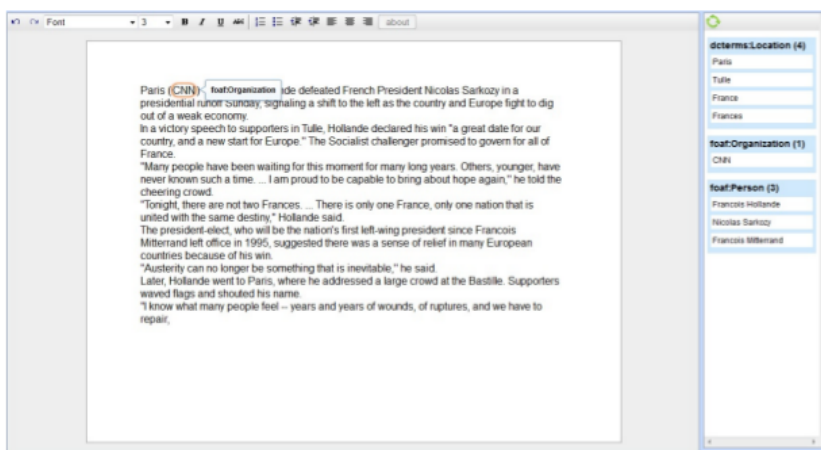 Font 3 B I U ABC about
Paris (CNN) foaf:Organization nde defeated French President Nicolas Sarkozy in a
presidential runoff Sunday, signaling a shift to the left as the country and Europe fight to dig
out of a weak economy.
In a victory speech to supporters in Tulle, Hollande declared his win "a great date for our
country, and a new start for Europe." The Socialist challenger promised to govern for all of
France.
"Many people have been waiting for this moment for many long years. Others, younger, have
never known such a time. ... I am proud to be capable to bring about hope again," he told the
cheering crowd.
"Tonight, there are not two Frances. ... There is only one France, only one nation that is
united with the same destiny," Hollande said.
The president-elect, who will be the nation's first left-wing president since Francois
Mitterrand left office in 1995, suggested there was a sense of relief in many European
countries because of his win.
"Austerity can no longer be something that is inevitable," he said.
Later, Hollande went to Paris, where he addressed a large crowd at the Bastille. Supporters
waved flags and shouted his name.
"I know what many people feel -- years and years of wounds, of ruptures, and we have to
repair,
dcterms:Location (4)
Paris
Tulle
France
Frances
foaf:Organization (1)
CNN
foaf:Person (3)
Francois Hollande
Nicolas Sarkozy
Francois Mitterrand